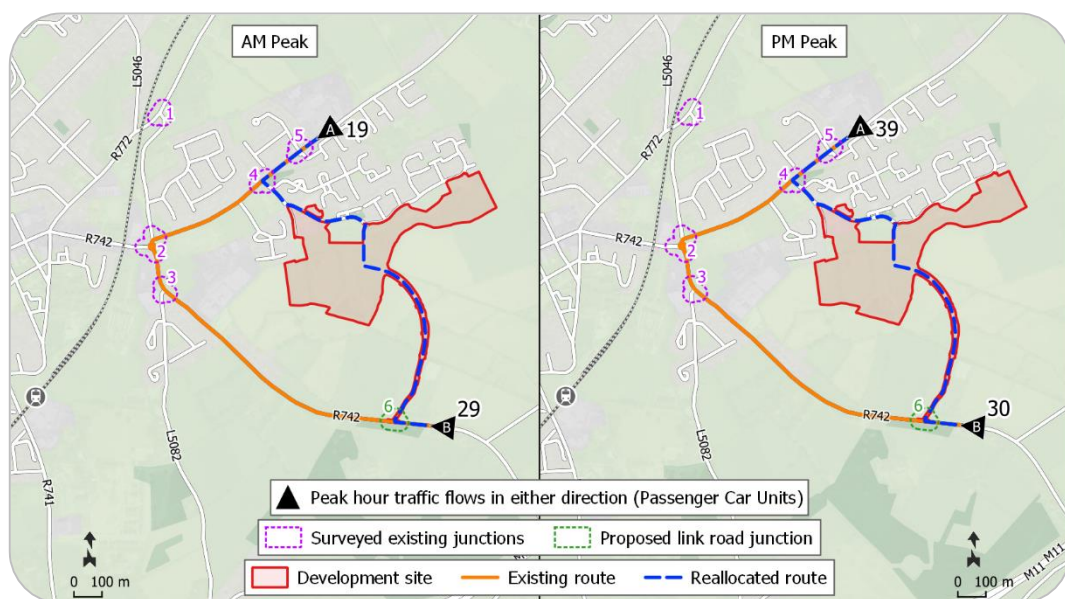 AM Peak
L5046
1
R772
5
A
19
4
R742
2
3
6
R742
29
B
L5082
R741
0 100 m
PM Peak
L5046
1
R772
5
A
39
4
R742
2
3
6
R742
30
B
L5082
M11 M11
0 100 m
Peak hour traffic flows in either direction (Passenger Car Units)
Surveyed existing junctions
Proposed link road junction
Development site
Existing route
Reallocated route